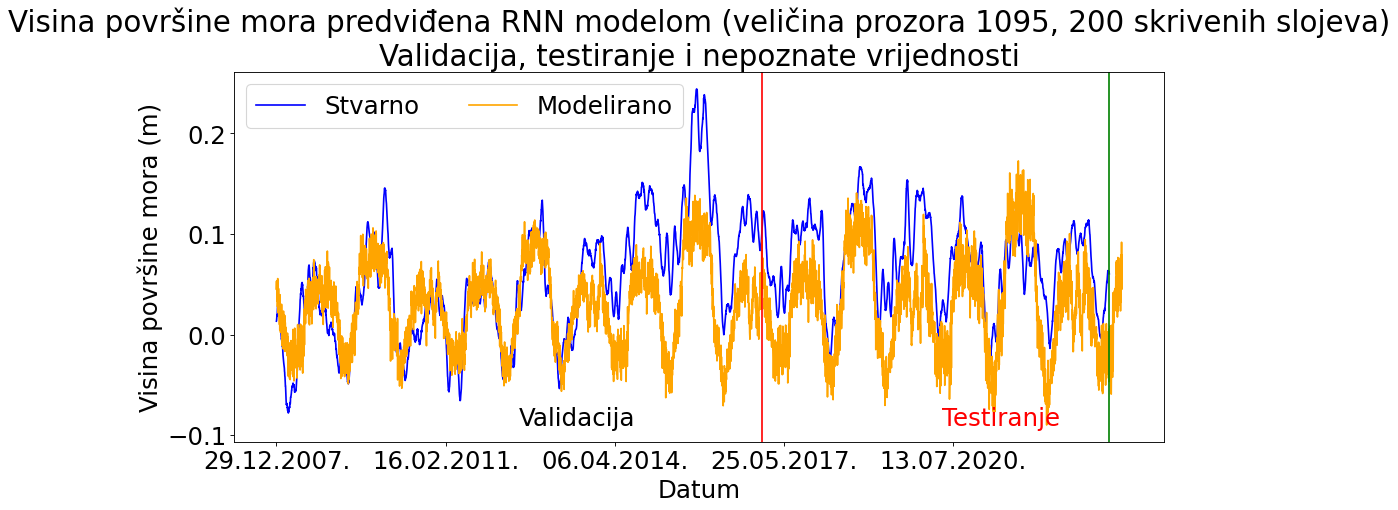 Visina površine mora predviđena RNN modelom (veličina prozora 1095, 200 skrivenih slojeva)
Validacija, testiranje i nepoznate vrijednosti
Stvarno Modelirano
Visina površine mora (m)
0.2
0.1
0.0
−0.1
Validacija Testiranje
29.12.2007. 16.02.2011. 06.04.2014. 25.05.2017. 13.07.2020.
Datum